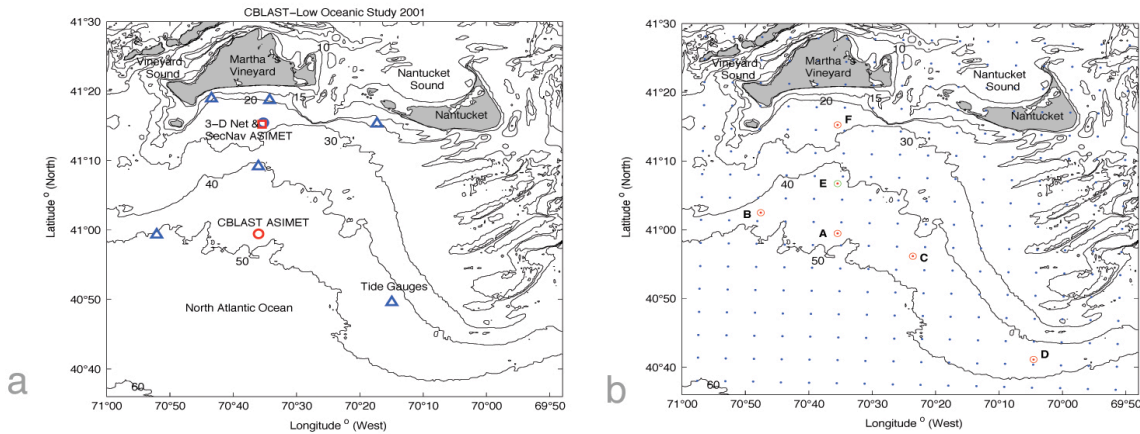 CBLAST-Low Oceanic Study 2001
41°30'
41°20'
41°10'
41°00'
40°50'
40°40'
Latitude ° (North)
Vineyard
Sound
Martha´s
Vineyard
10
Nantucket
Sound
20
15
Nantucket
3-D Net &
SecNav ASIMET
30
40
CBLAST ASIMET
50
Tide Gauges
North Atlantic Ocean
60
71°00'
70°50'
70°40'
70°30'
70°20'
70°10'
70°00'
69°50'
Longitude ° (West)
a
41°30'
41°20'
41°10'
41°00'
40°50'
40°40'
Latitude ° (North)
Vineyard
Sound
Martha´s
Vineyard
10
Nantucket
Sound
20
15
Nantucket
F
30
40
E
B
A
50
C
D
60
71°00'
70°50'
70°40'
70°30'
70°20'
70°10'
70°00'
69°50'
Longitude ° (West)
b